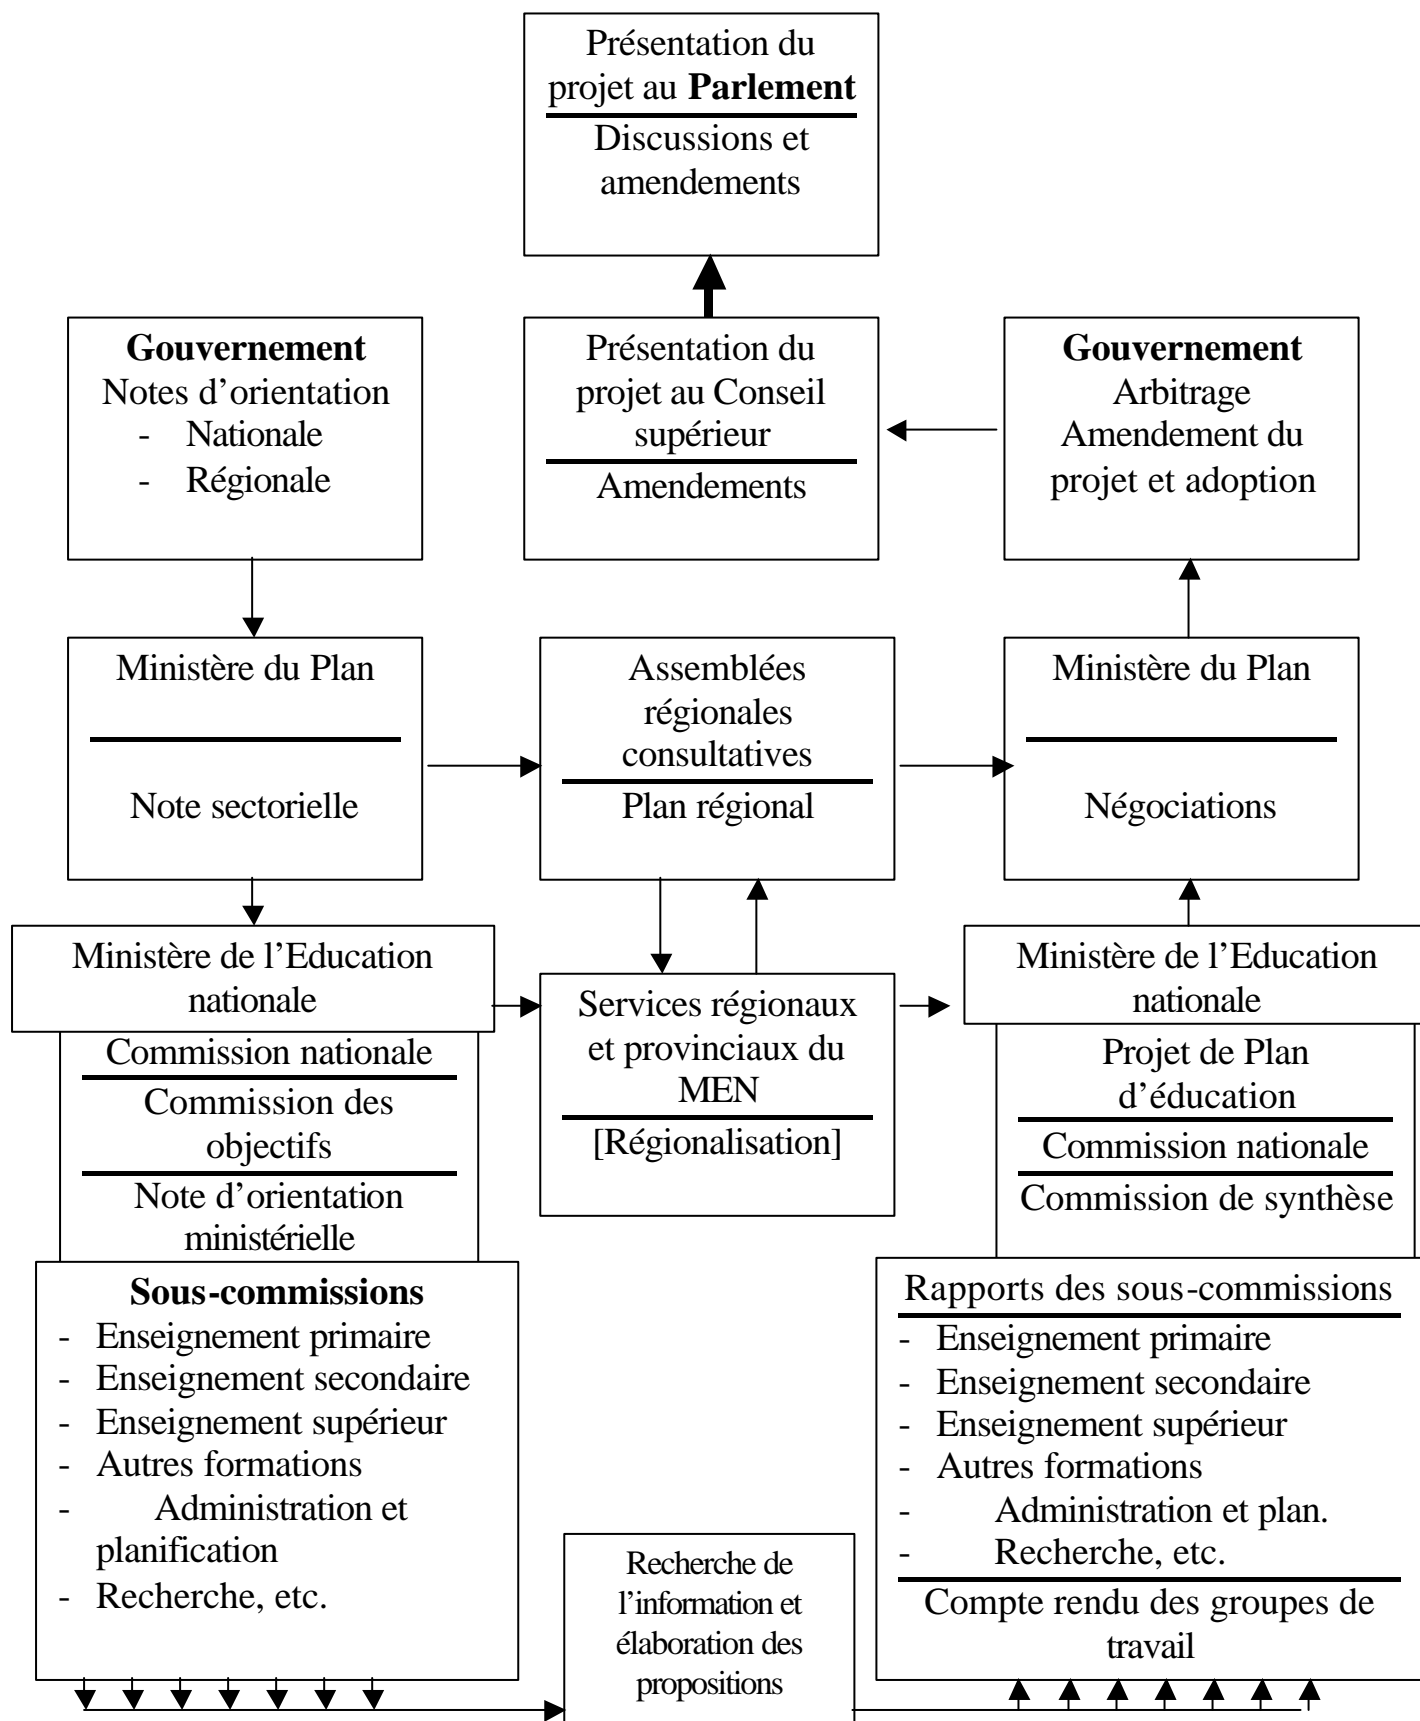 Présentation du
projet au Parlement
Discussions et
amendements
Gouvernement
Notes d’orientation
- Nationale
- Régionale
Présentation du
projet au Conseil
supérieur
Amendements
Gouvernement
Arbitrage
Amendement du
projet et adoption
Ministère du Plan
Note sectorielle
Assemblées
régionales
consultatives
Plan régional
Ministère du Plan
Négociations
Ministère de l’Education
nationale
Commission nationale
Commission des
objectifs
Note d’orientation
ministérielle
Services régionaux
et provinciaux du
MEN
[Régionalisation]
Ministère de l’Education
nationale
Projet de Plan
d’éducation
Commission nationale
Commission de synthèse
Sous-commissions
- Enseignement primaire
- Enseignement secondaire
- Enseignement supérieur
- Autres formations
- Administration et
planification
- Recherche, etc.
Recherche de
l’information et
élaboration des
propositions
Rapports des sous-commissions
- Enseignement primaire
- Enseignement secondaire
- Enseignement supérieur
- Autres formations
- Administration et plan.
- Recherche, etc.
Compte rendu des groupes de
travail